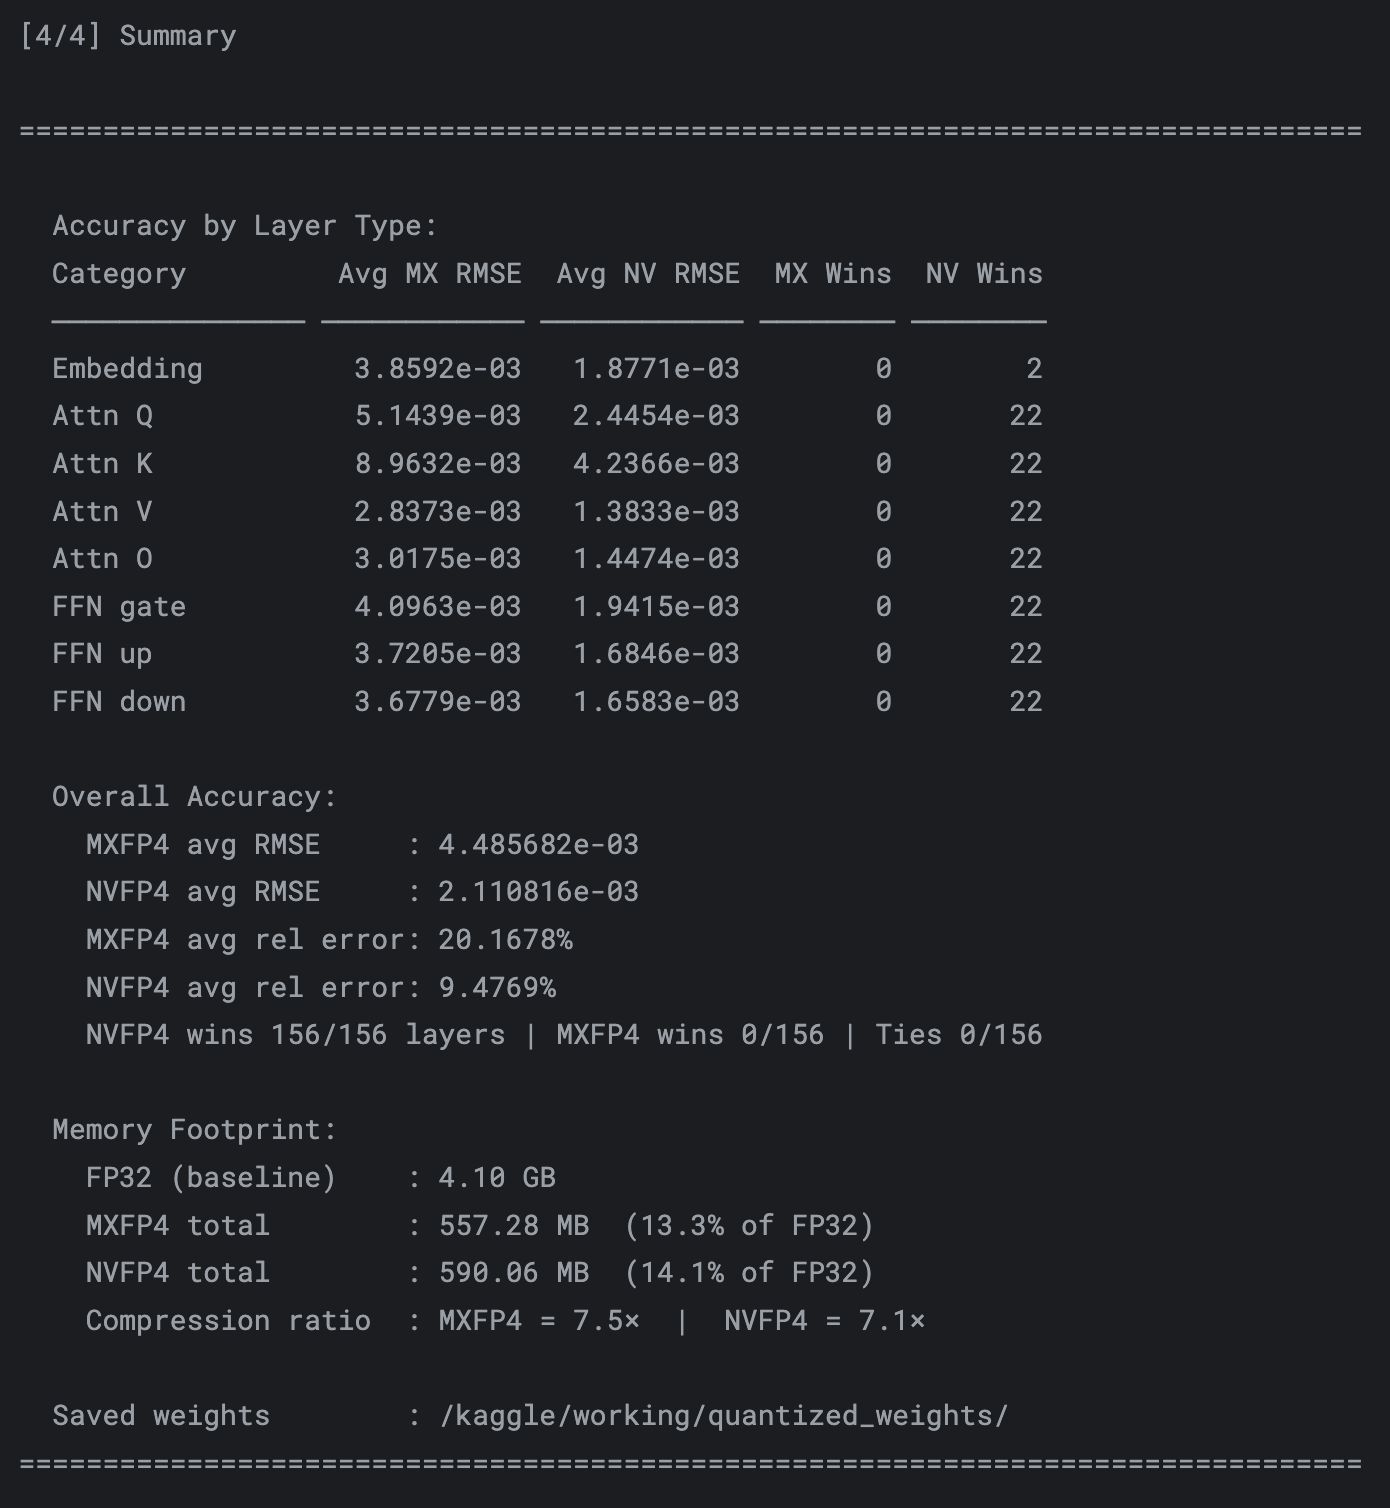 [4/4] Summary
================================================================================
Accuracy by Layer Type:
Category         Avg MX RMSE  Avg NV RMSE  MX Wins  NV Wins
─────────────── ──────────── ──────────── ──────── ────────
Embedding         3.8592e-03   1.8771e-03        0        2
Attn Q            5.1439e-03   2.4454e-03        0       22
Attn K            8.9632e-03   4.2366e-03        0       22
Attn V            2.8373e-03   1.3833e-03        0       22
Attn O            3.0175e-03   1.4474e-03        0       22
FFN gate          4.0963e-03   1.9415e-03        0       22
FFN up            3.7205e-03   1.6846e-03        0       22
FFN down          3.6779e-03   1.6583e-03        0       22
Overall Accuracy:
MXFP4 avg RMSE     : 4.485682e-03
NVFP4 avg RMSE     : 2.110816e-03
MXFP4 avg rel error: 20.1678%
NVFP4 avg rel error: 9.4769%
NVFP4 wins 156/156 layers | MXFP4 wins 0/156 | Ties 0/156
Memory Footprint:
FP32 (baseline)    : 4.10 GB
MXFP4 total        : 557.28 MB  (13.3% of FP32)
NVFP4 total        : 590.06 MB  (14.1% of FP32)
Compression ratio  : MXFP4 = 7.5×  |  NVFP4 = 7.1×
Saved weights        : /kaggle/working/quantized_weights/
================================================================================